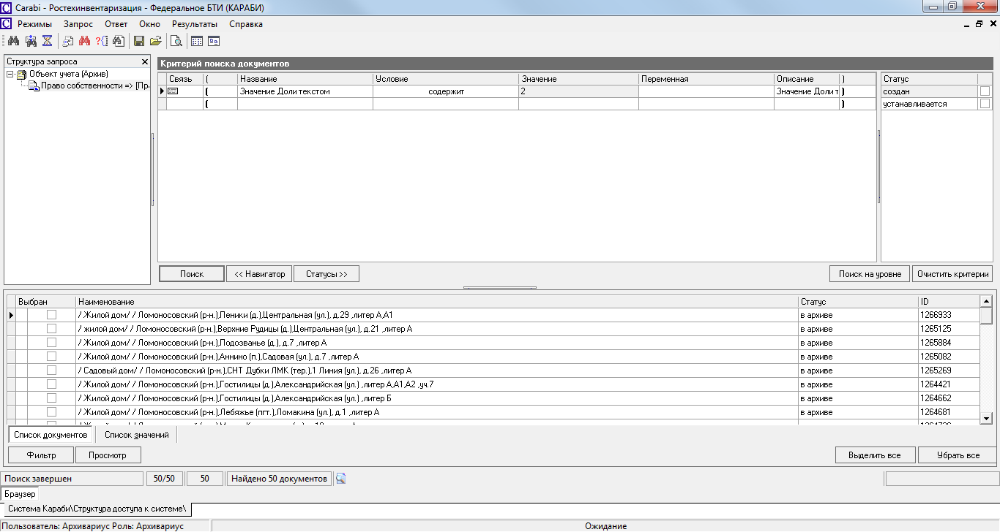 Carabi - Ростехинвентаризация - Федеральное БТИ (КАРАБИ)
Режимы Запрос Ответ Окно Результаты Справка
Структура запроса
Объект учета (Архив)
Право собственности => [Пра
Критерий поиска документов
Связь ( Название Условие Значение Переменная Описание )
( Значение Доли текстом содержит 2 Значение Доли т )
( )
Статус
создан
устанавливается
Поиск << Навигатор Статусы >> Поиск на уровне Очистить критерии
Выбран Наименование Статус ID
/ Жилой дом/ / Ломоносовский (р-н.),Пеники (д.),Центральная (ул.), д.29 ,литер А,А1 в архиве 1266933
/ жилой дом/ / Ломоносовский (р-н.),Верхние Рудицы (д.),Центральная (ул.), д.21 ,литер А в архиве 1265125
/ Жилой дом/ / Ломоносовский (р-н.),Подозванье (д.), д.7 ,литер А в архиве 1265884
/ Жилой дом/ / Ломоносовский (р-н.),Аннино (п.),Садовая (ул.), д.7 ,литер А в архиве 1265082
/ Садовый дом/ / Ломоносовский (р-н.),СНТ Дубки ЛМК (тер.),1 Линия (ул.), д.26 ,литер А в архиве 1265269
/ Жилой дом/ / Ломоносовский (р-н.),Гостилицы (д.),Александрийская (ул.) ,литер А,А1,А2 ,уч.7 в архиве 1264421
/ Жилой дом/ / Ломоносовский (р-н.),Гостилицы (д.),Александрийская (ул.) ,литер Б в архиве 1264662
/ Жилой дом/ / Ломоносовский (р-н.),Лебяжье (пгт.),Ломакина (ул.), д.1 ,литер А в архиве 1264681
Список документов Список значений
Фильтр Просмотр Выделить все Убрать все
Поиск завершен 50/50 50 Найдено 50 документов
Браузер
Система Караби\Структура доступа к системе\
Пользователь: Архивариус Роль: Архивариус Ожидание